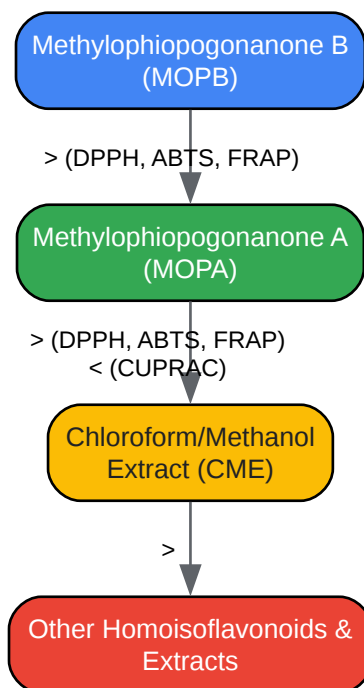 Methylophiopogonanone B
(MOPB)
> (DPPH, ABTS, FRAP)
Methylophiopogonanone A
(MOPA)
> (DPPH, ABTS, FRAP)
< (CUPRAC)
Chloroform/Methanol
Extract (CME)
>
Other Homoisoflavonoids &
Extracts